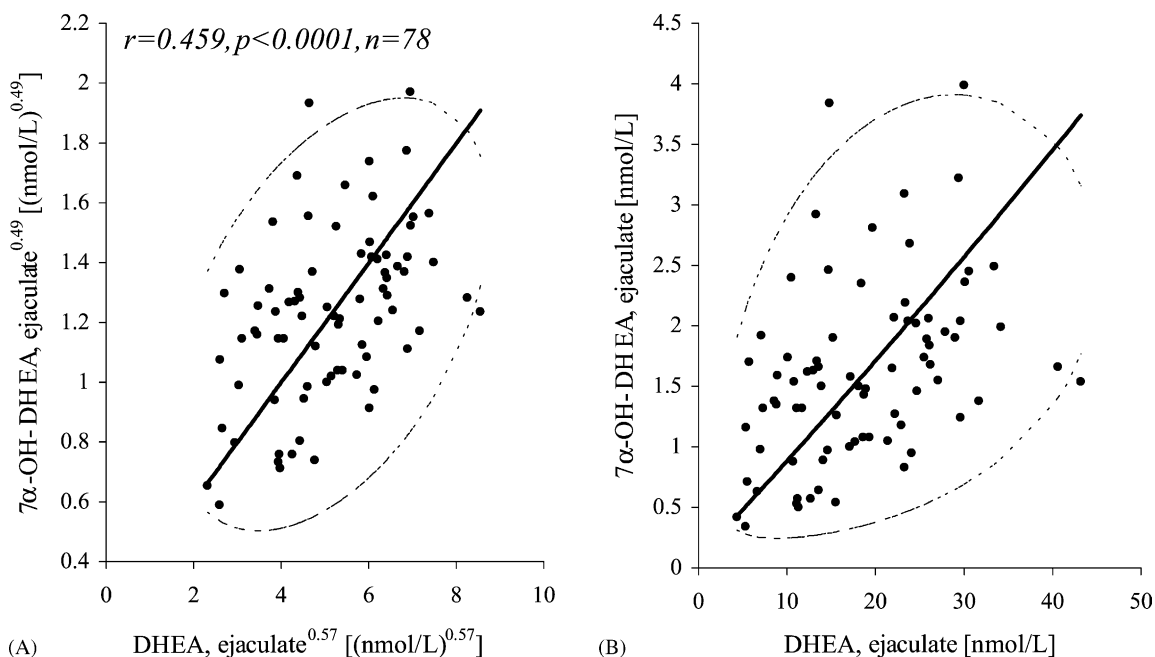 r=0.459, p<0.0001, n=78
7α-OH-DHEA, ejaculate^0.49 [(nmol/L)^0.49]
2.2
2
1.8
1.6
1.4
1.2
1
0.8
0.6
0.4
0 2 4 6 8 10
(A) DHEA, ejaculate^0.57 [(nmol/L)^0.57]
7α-OH-DHEA, ejaculate [nmol/L]
4.5
4
3.5
3
2.5
2
1.5
1
0.5
0
0 10 20 30 40 50
(B) DHEA, ejaculate [nmol/L]